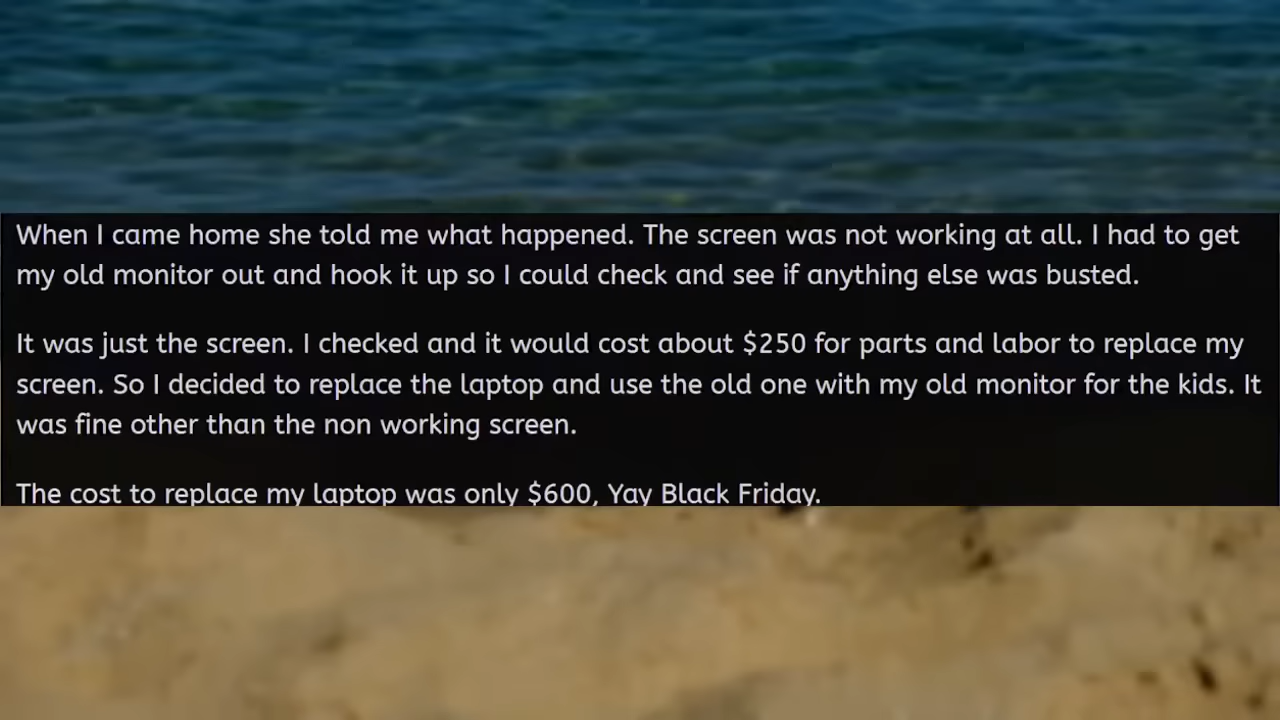 When I came home she told me what happened. The screen was not working at all. I had to get
my old monitor out and hook it up so I could check and see if anything else was busted.
It was just the screen. I checked and it would cost about $250 for parts and labor to replace my
screen. So I decided to replace the laptop and use the old one with my old monitor for the kids. It
was fine other than the non working screen.
The cost to replace my laptop was only $600, Yay Black Friday.